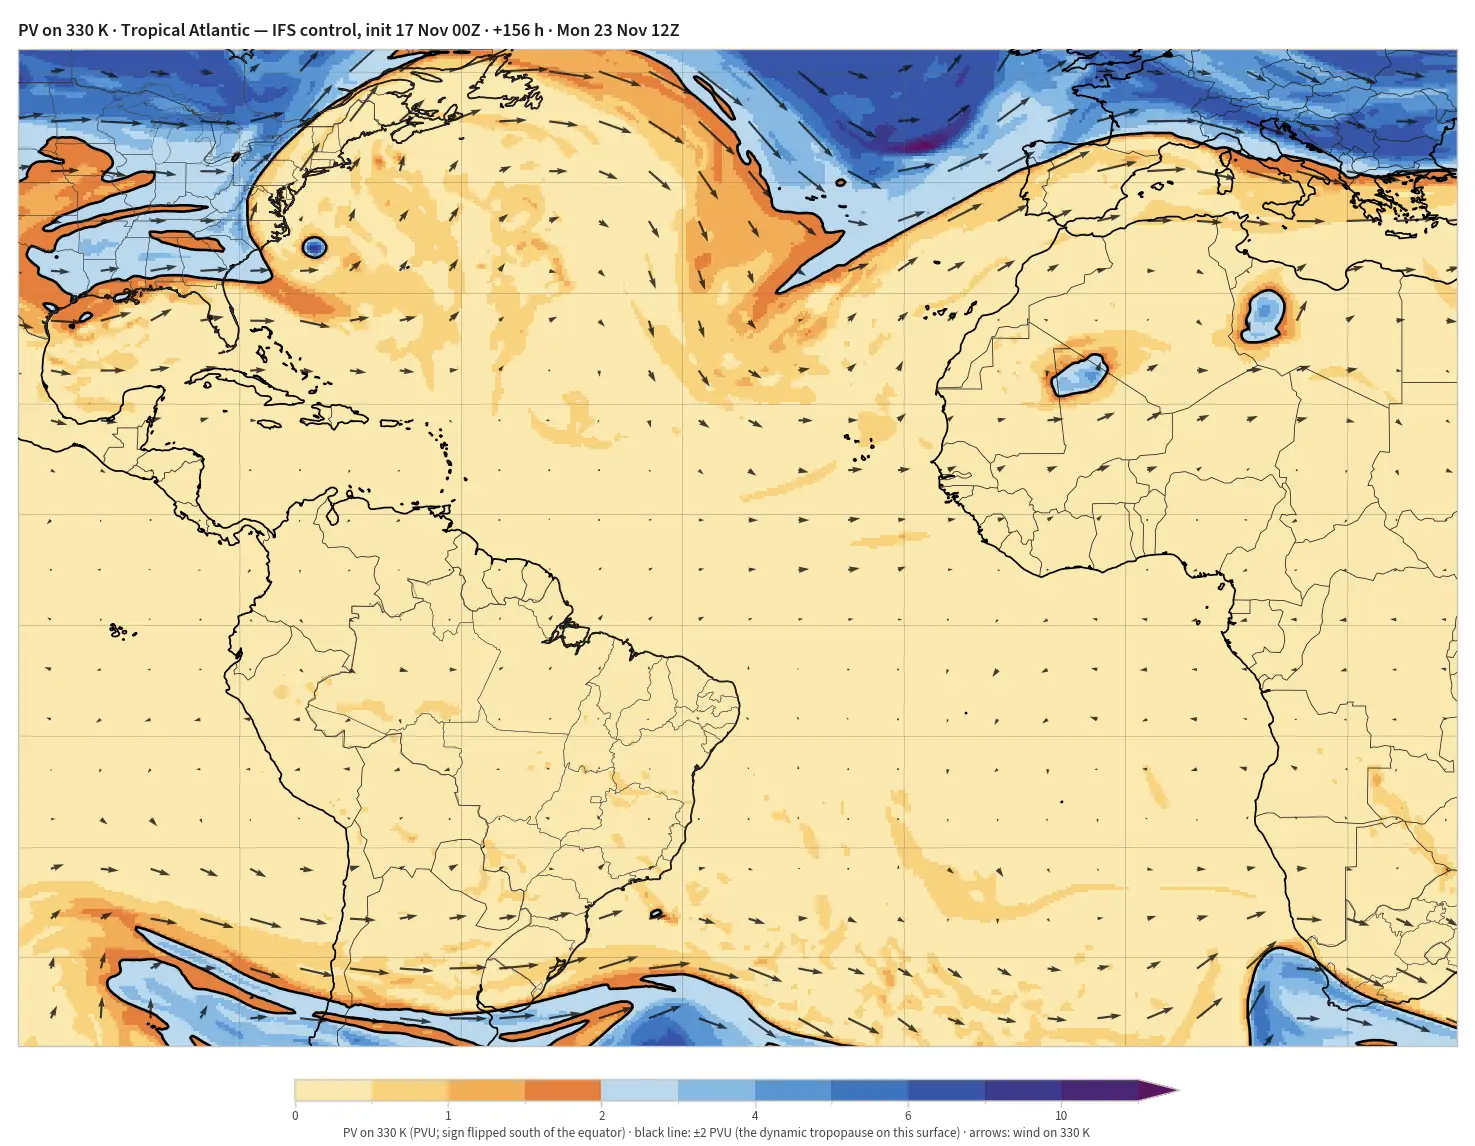 PV on 330 K · Tropical Atlantic — IFS control, init 17 Nov 00Z · +156 h · Mon 23 Nov 12Z
0 1 2 4 6 10
PV on 330 K (PVU; sign flipped south of the equator) · black line: ±2 PVU (the dynamic tropopause on this surface) · arrows: wind on 330 K